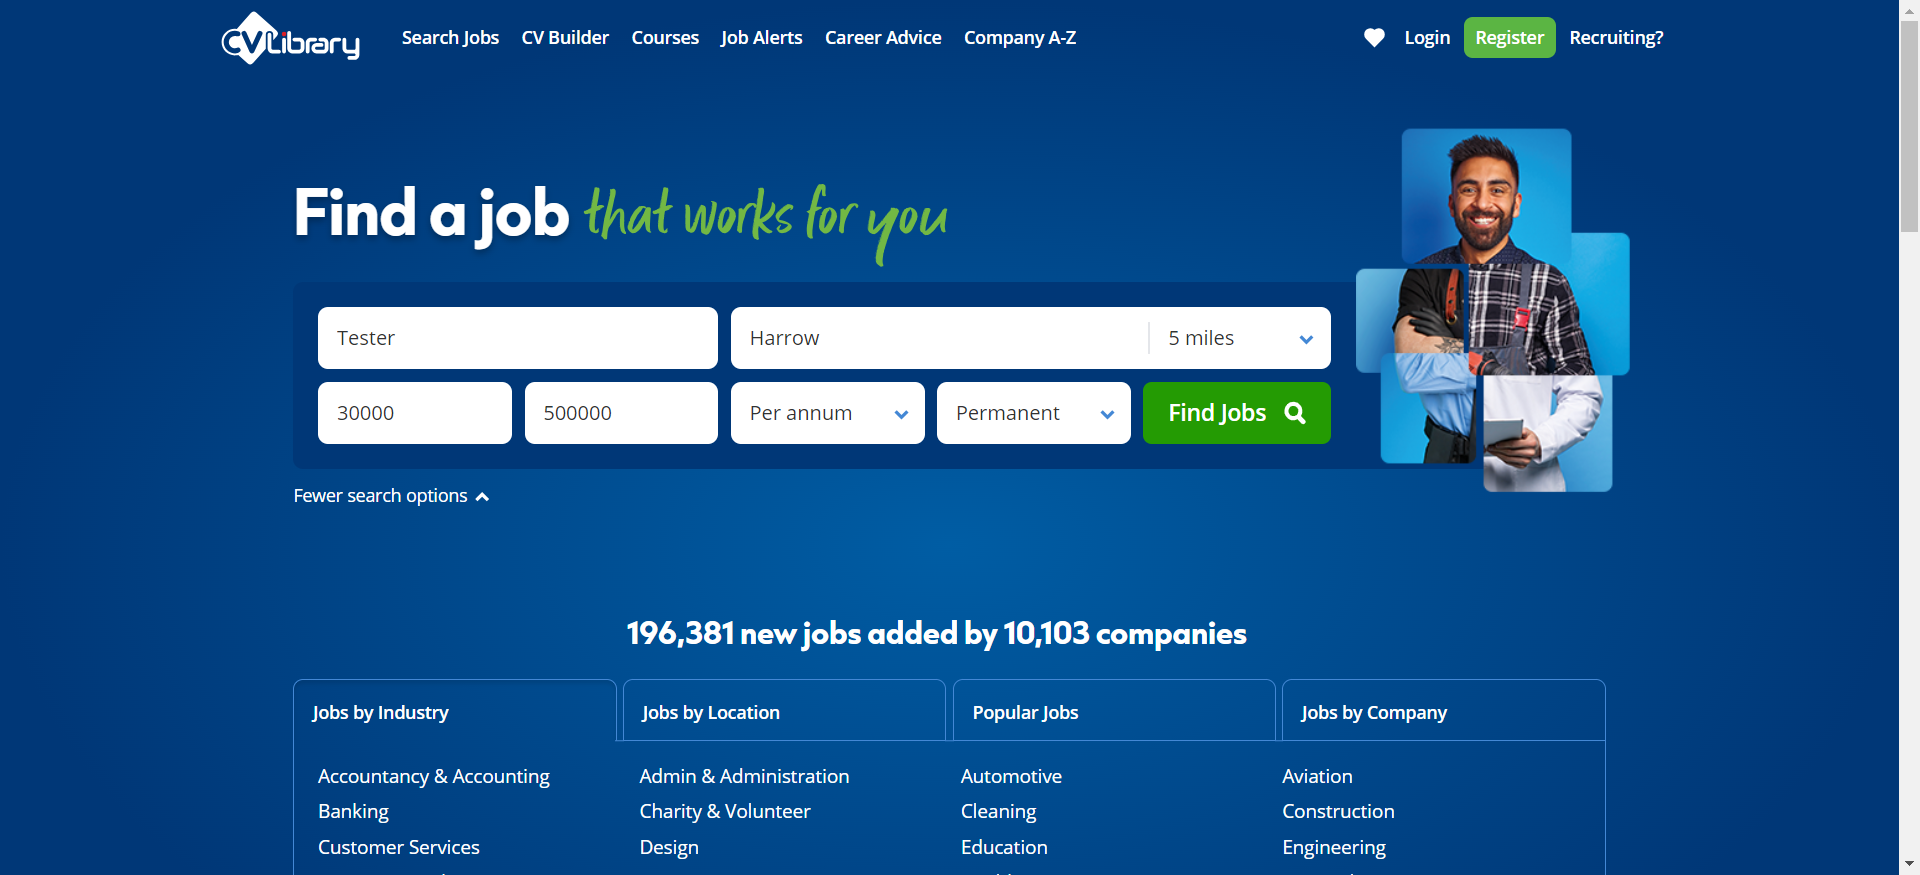 CV Library
Search Jobs CV Builder Courses Job Alerts Career Advice Company A-Z Login Register Recruiting?
Find a job that works for you
Tester Harrow 5 miles
30000 500000 Per annum Permanent Find Jobs
Fewer search options
196,381 new jobs added by 10,103 companies
Jobs by Industry Jobs by Location Popular Jobs Jobs by Company
Accountancy & Accounting Admin & Administration Automotive Aviation
Banking Charity & Volunteer Cleaning Construction
Customer Services Design Education Engineering